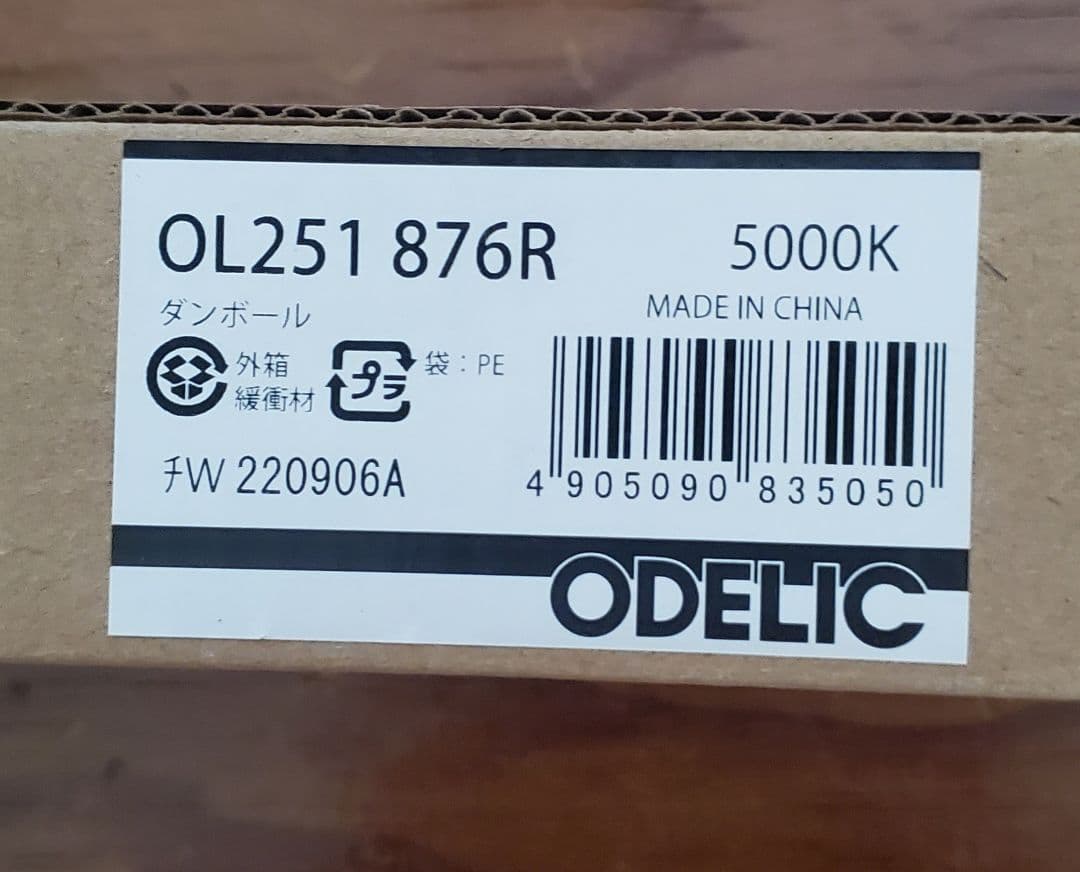 OL251 876R 5000K
ダンボール MADE IN CHINA
外箱
緩衝材
プラ 袋：PE
チW 220906A
4 905090 835050
ODELIC